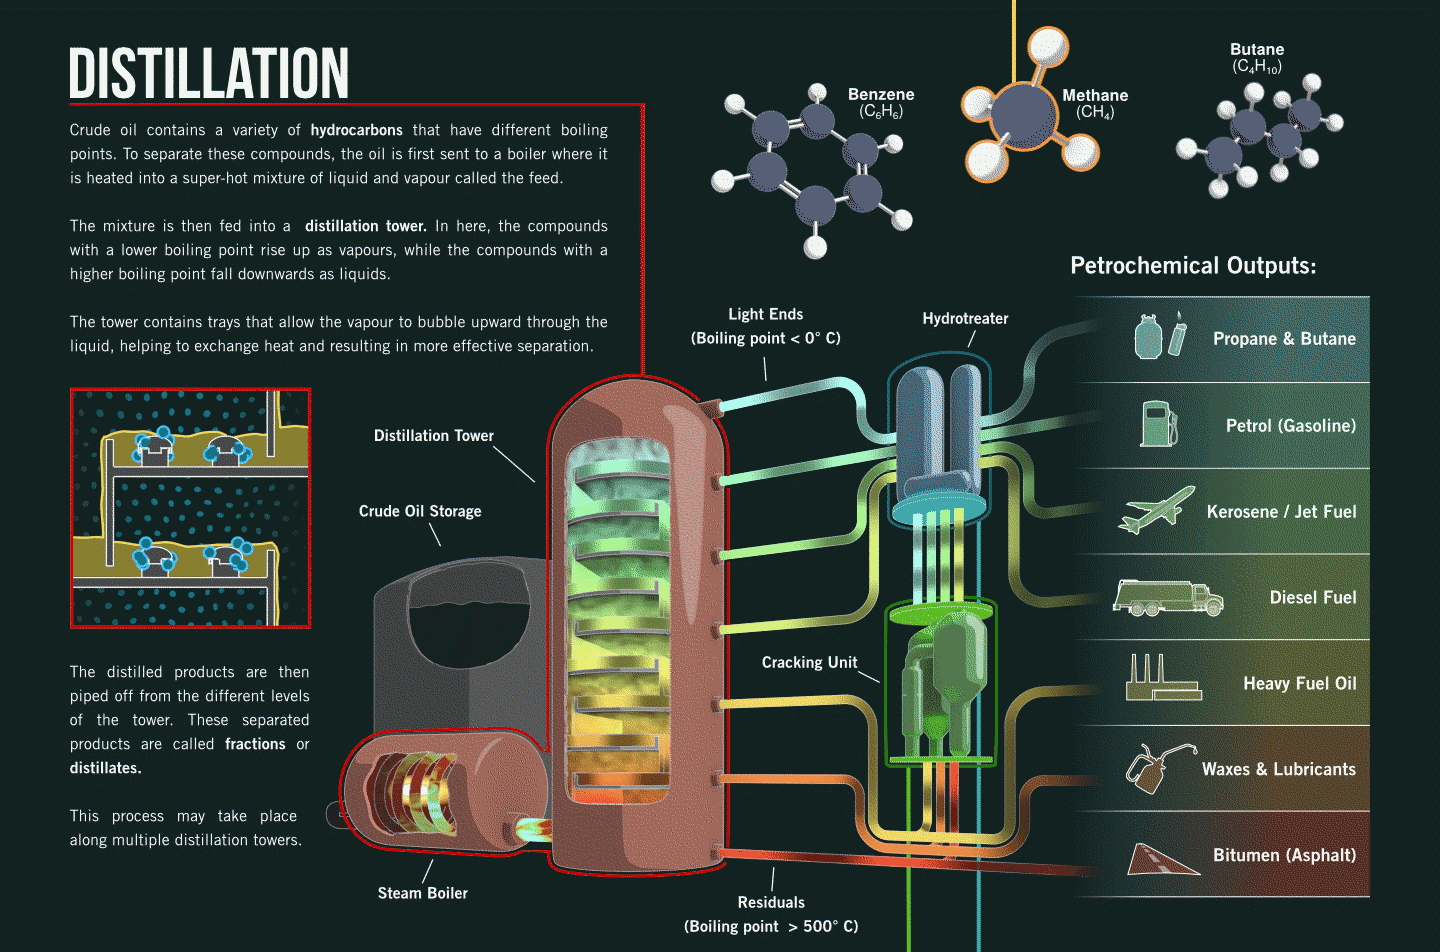 DISTILLATION
Crude oil contains a variety of hydrocarbons that have different boiling
points. To separate these compounds, the oil is first sent to a boiler where it
is heated into a super-hot mixture of liquid and vapour called the feed.
The mixture is then fed into a distillation tower. In here, the compounds
with a lower boiling point rise up as vapours, while the compounds with a
higher boiling point fall downwards as liquids.
The tower contains trays that allow the vapour to bubble upward through the
liquid, helping to exchange heat and resulting in more effective separation.
The distilled products are then
piped off from the different levels
of the tower. These separated
products are called fractions or
distillates.
This process may take place
along multiple distillation towers.
Benzene
(C₆H₆)
Methane
(CH₄)
Butane
(C₄H₁₀)
Distillation Tower
Crude Oil Storage
Steam Boiler
Light Ends
(Boiling point < 0° C)
Hydrotreater
Cracking Unit
Residuals
(Boiling point > 500° C)
Petrochemical Outputs:
Propane & Butane
Petrol (Gasoline)
Kerosene / Jet Fuel
Diesel Fuel
Heavy Fuel Oil
Waxes & Lubricants
Bitumen (Asphalt)